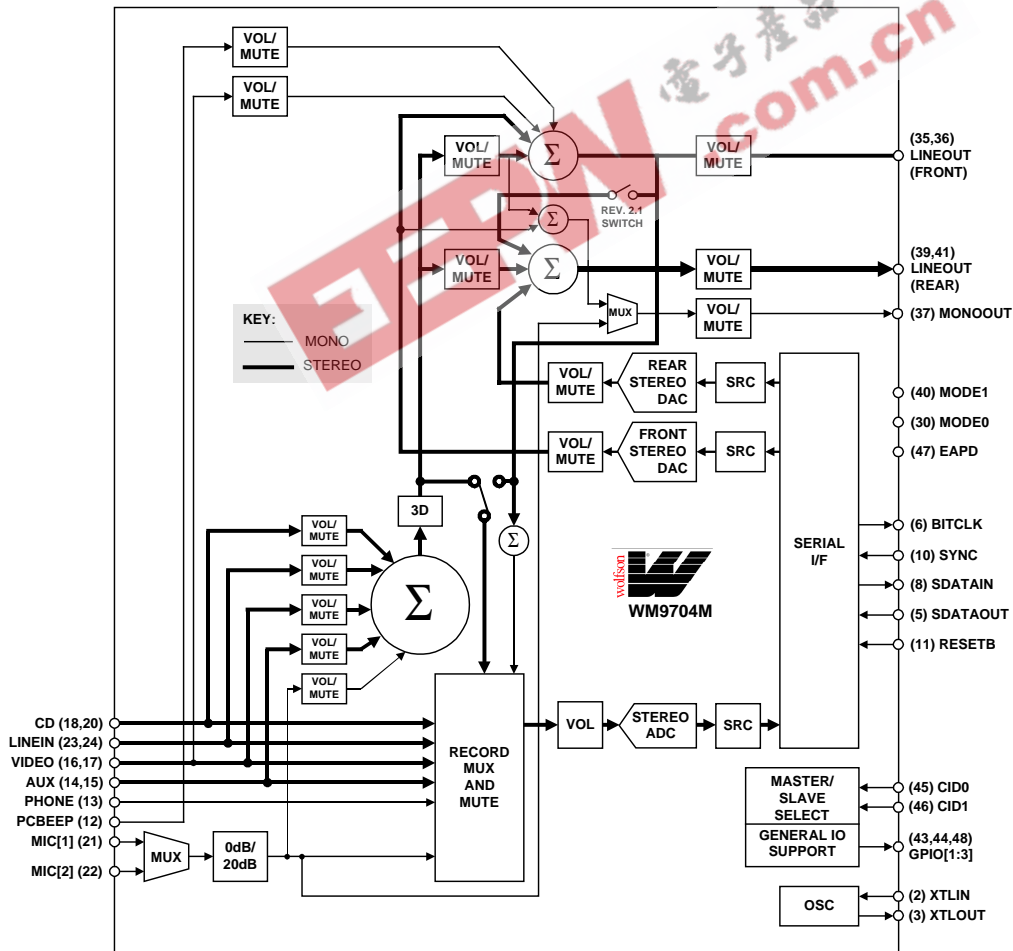 VOL/
MUTE
VOL/
MUTE
電子產品
.com.cn
EEPW
VOL/
MUTE
Σ
VOL/
MUTE
(35,36)
LINEOUT
(FRONT)
REV. 2.1
SWITCH
Σ
VOL/
MUTE
Σ
VOL/
MUTE
(39,41)
LINEOUT
(REAR)
KEY:
MONO
STEREO
MUX
VOL/
MUTE
(37) MONOOUT
VOL/
MUTE
REAR
STEREO
DAC
SRC
(40) MODE1
(30) MODE0
VOL/
MUTE
FRONT
STEREO
DAC
SRC
(47) EAPD
3D
VOL/
MUTE
VOL/
MUTE
VOL/
MUTE
VOL/
MUTE
VOL/
MUTE
Σ
Σ
wolfson
WM9704M
SERIAL
I/F
(6) BITCLK
(10) SYNC
(8) SDATAIN
(5) SDATAOUT
(11) RESETB
CD (18,20)
LINEIN (23,24)
VIDEO (16,17)
AUX (14,15)
PHONE (13)
PCBEEP (12)
MIC[1] (21)
MIC[2] (22)
MUX
0dB/
20dB
RECORD
MUX
AND
MUTE
VOL
STEREO
ADC
SRC
MASTER/
SLAVE
SELECT
(45) CID0
(46) CID1
GENERAL IO
SUPPORT
(43,44,48)
GPIO[1:3]
OSC
(2) XTLIN
(3) XTLOUT